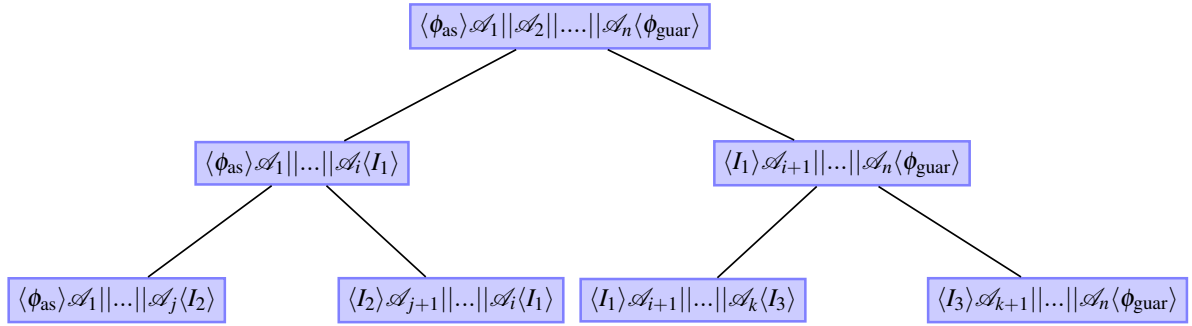 ⟨ϕ_as⟩𝒜_1||𝒜_2||....||𝒜_n⟨ϕ_guar⟩
⟨ϕ_as⟩𝒜_1||...||𝒜_i⟨I_1⟩
⟨I_1⟩𝒜_{i+1}||...||𝒜_n⟨ϕ_guar⟩
⟨ϕ_as⟩𝒜_1||...||𝒜_j⟨I_2⟩
⟨I_2⟩𝒜_{j+1}||...||𝒜_i⟨I_1⟩
⟨I_1⟩𝒜_{i+1}||...||𝒜_k⟨I_3⟩
⟨I_3⟩𝒜_{k+1}||...||𝒜_n⟨ϕ_guar⟩